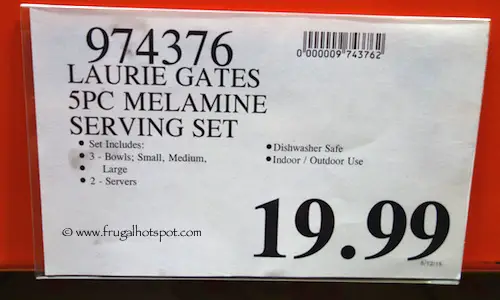 974376
0"000009"743762"
LAURIE GATES
5PC MELAMINE
SERVING SET
• Set Includes:
• 3 - Bowls; Small, Medium,
• Large
• 2 - Servers
• Dishwasher Safe
• Indoor / Outdoor Use
© www.frugalhotspot.com
19.99